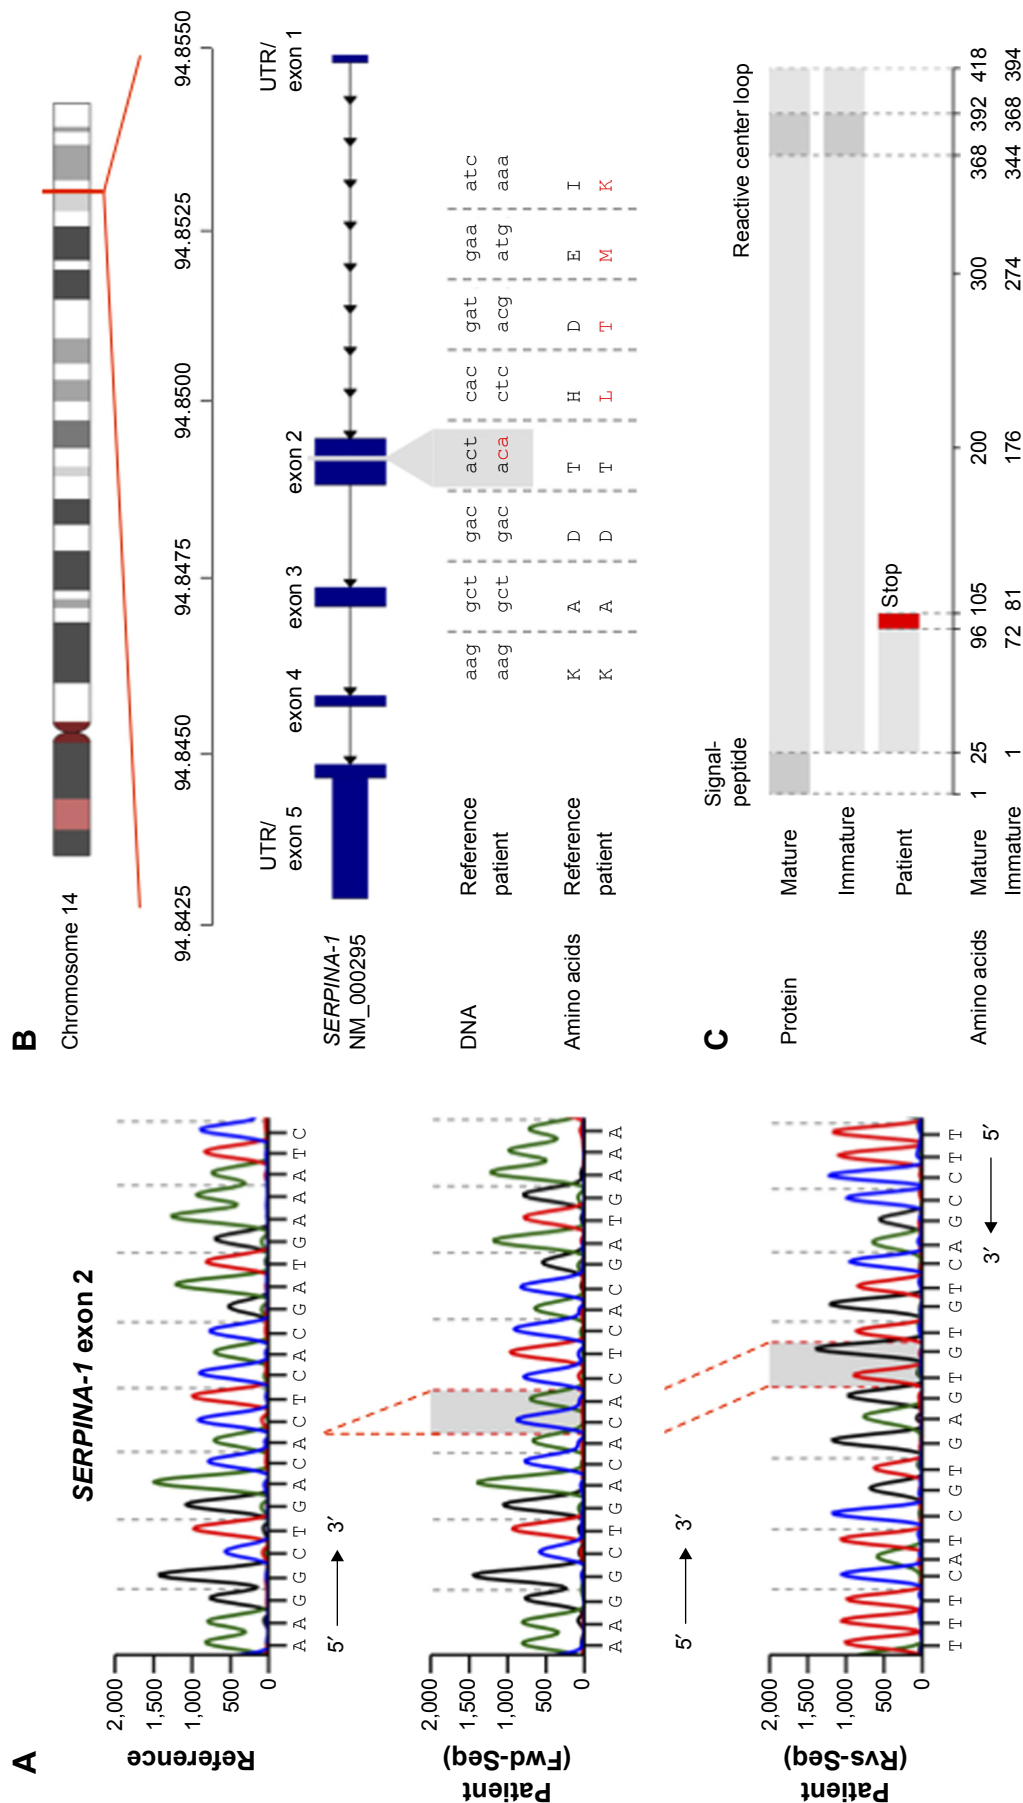 A
SERPINA-1 exon 2
Reference
2,000
1,500
1,000
500
0
A A G G C T G A C A C T C A C G A T G A A A T C
5′ 3′
Patient
(Fwd-Seq)
2,000
1,500
1,000
500
0
A A G G C T G A C A C A C T C A C G A T G A A A
5′ 3′
Patient
(Rvs-Seq)
2,000
1,500
1,000
500
0
T T T C A T C G T G A G T G T G T C A G C C T T
3′ 5′
B
Chromosome 14
94.8425 94.8450 94.8475 94.8500 94.8525 94.8550
SERPINA-1
NM_000295
UTR/
exon 5
exon 4
exon 3
exon 2
UTR/
exon 1
DNA
Reference aag gct gac act cac gat gaa atc
patient aag gct gac aca ctc acg atg aaa
Amino acids
Reference K A D T H D E I
patient K A D T L T M K
C
Signal-
peptide
Reactive center loop
Protein
Mature
Immature
Patient
Stop
Amino acids
Mature 1 25 96 105 200 300 368 392 418
Immature 1 72 81 176 274 344 368 394